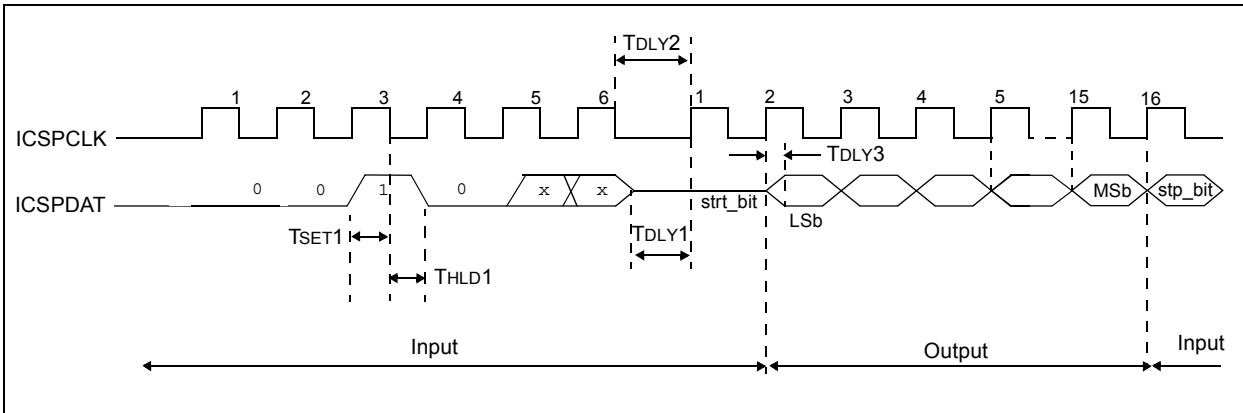 TDLY2
1 2 3 4 5 6 1 2 3 4 5 15 16
ICSPCLK
TDLY3
ICSPDAT
0 0 1 0 x x strt_bit LSb MSb stp_bit
TSET1
TDLY1
THLD1
Input Output Input